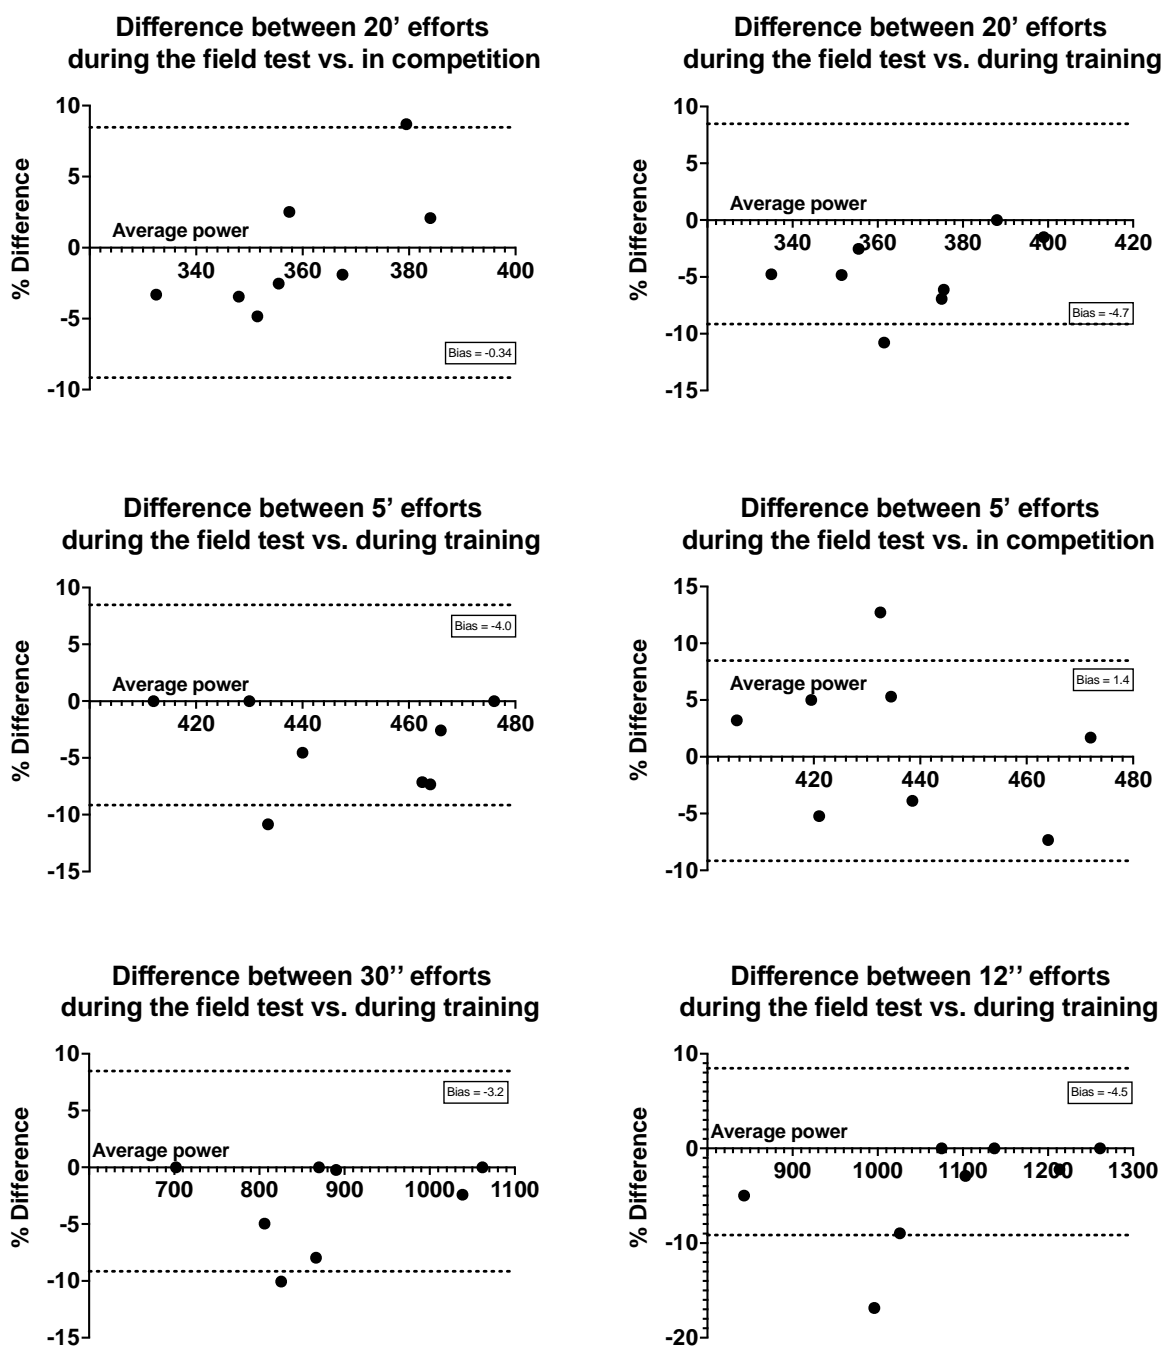 Difference between 20’ efforts
during the field test vs. in competition
10
5
0
-5
-10
% Difference
Average power
340 360 380 400
Bias = -0.34
Difference between 20’ efforts
during the field test vs. during training
10
5
0
-5
-10
-15
% Difference
Average power
340 360 380 400 420
Bias = -4.7
Difference between 5’ efforts
during the field test vs. during training
10
5
0
-5
-10
-15
% Difference
Bias = -4.0
Average power
420 440 460 480
Difference between 5’ efforts
during the field test vs. in competition
15
10
5
0
-5
-10
% Difference
Bias = 1.4
Average power
420 440 460 480
Difference between 30’’ efforts
during the field test vs. during training
10
5
0
-5
-10
-15
% Difference
Bias = -3.2
Average power
700 800 900 1000 1100
Difference between 12’’ efforts
during the field test vs. during training
10
0
-10
-20
% Difference
Bias = -4.5
Average power
900 1000 1100 1200 1300